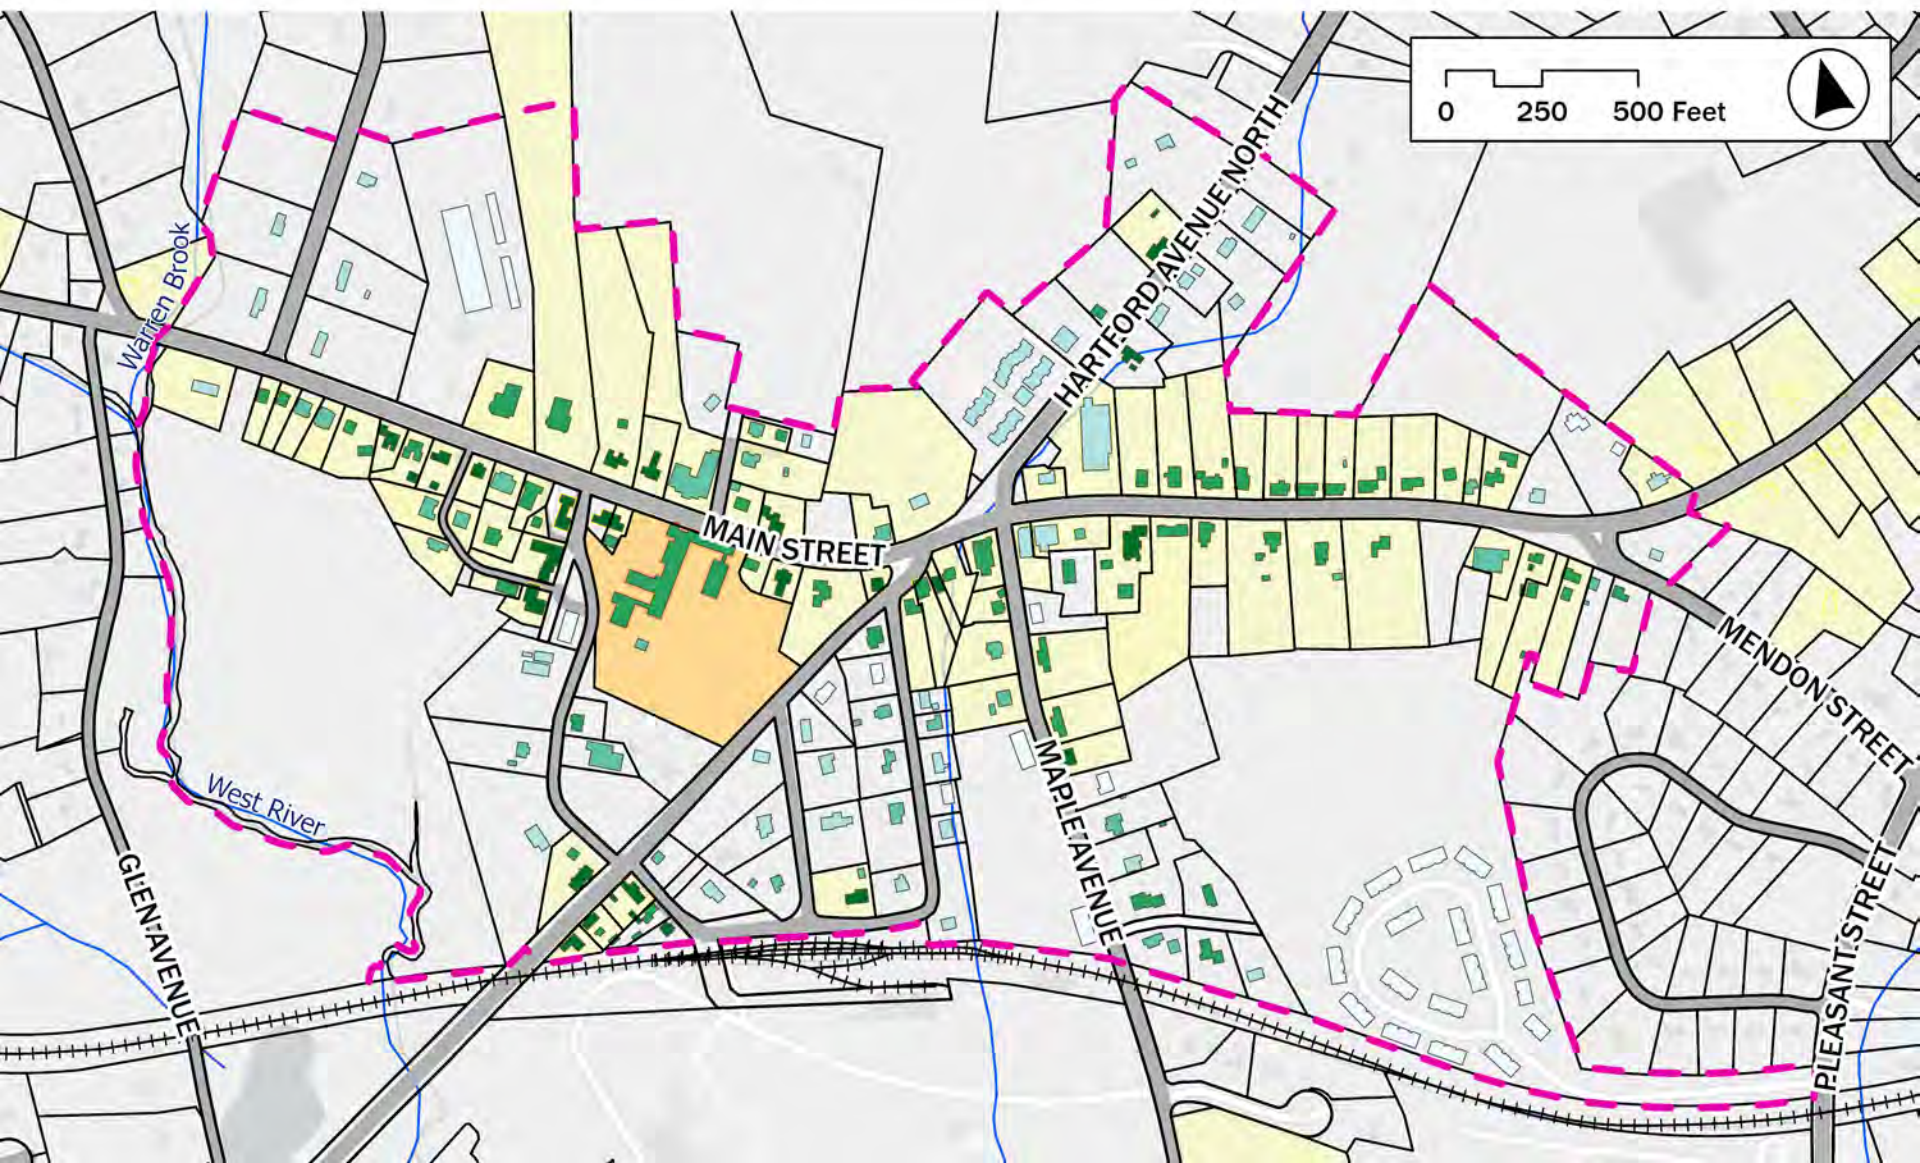 0 250 500 Feet
HARTFORD AVENUE NORTH
Warren Brook
MAIN STREET
MENDON STREET
MAPLE AVENUE
West River
GLEN AVENUE
PLEASANT STREET